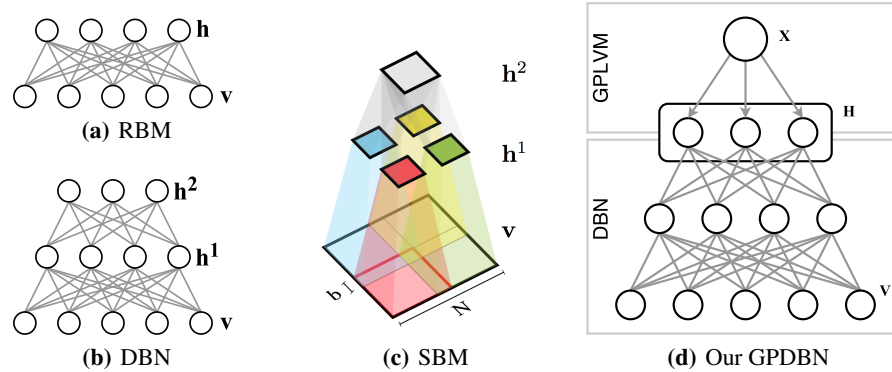 h
v
(a) RBM
h2
h1
v
(b) DBN
h2
h1
v
b
N
(c) SBM
GPLVM
X
H
DBN
V
(d) Our GPDBN